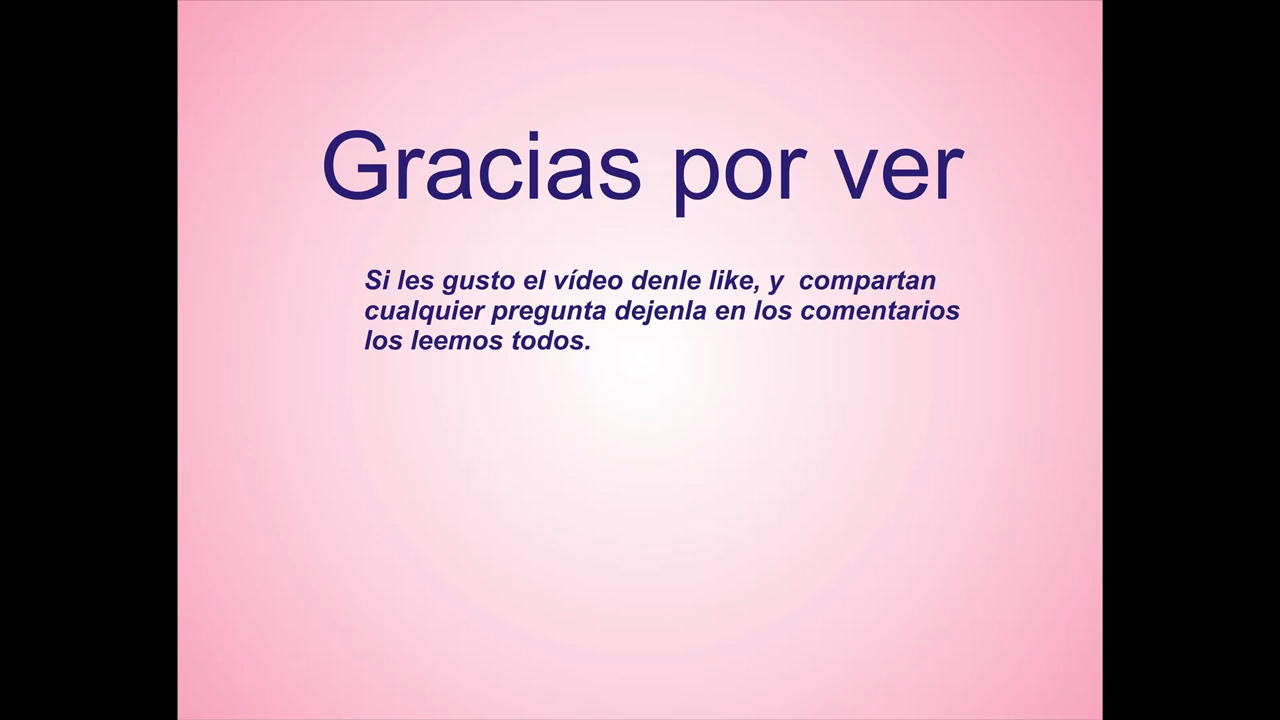 Gracias por ver
Si les gusto el vídeo denle like, y  compartan
cualquier pregunta dejenla en los comentarios
los leemos todos.